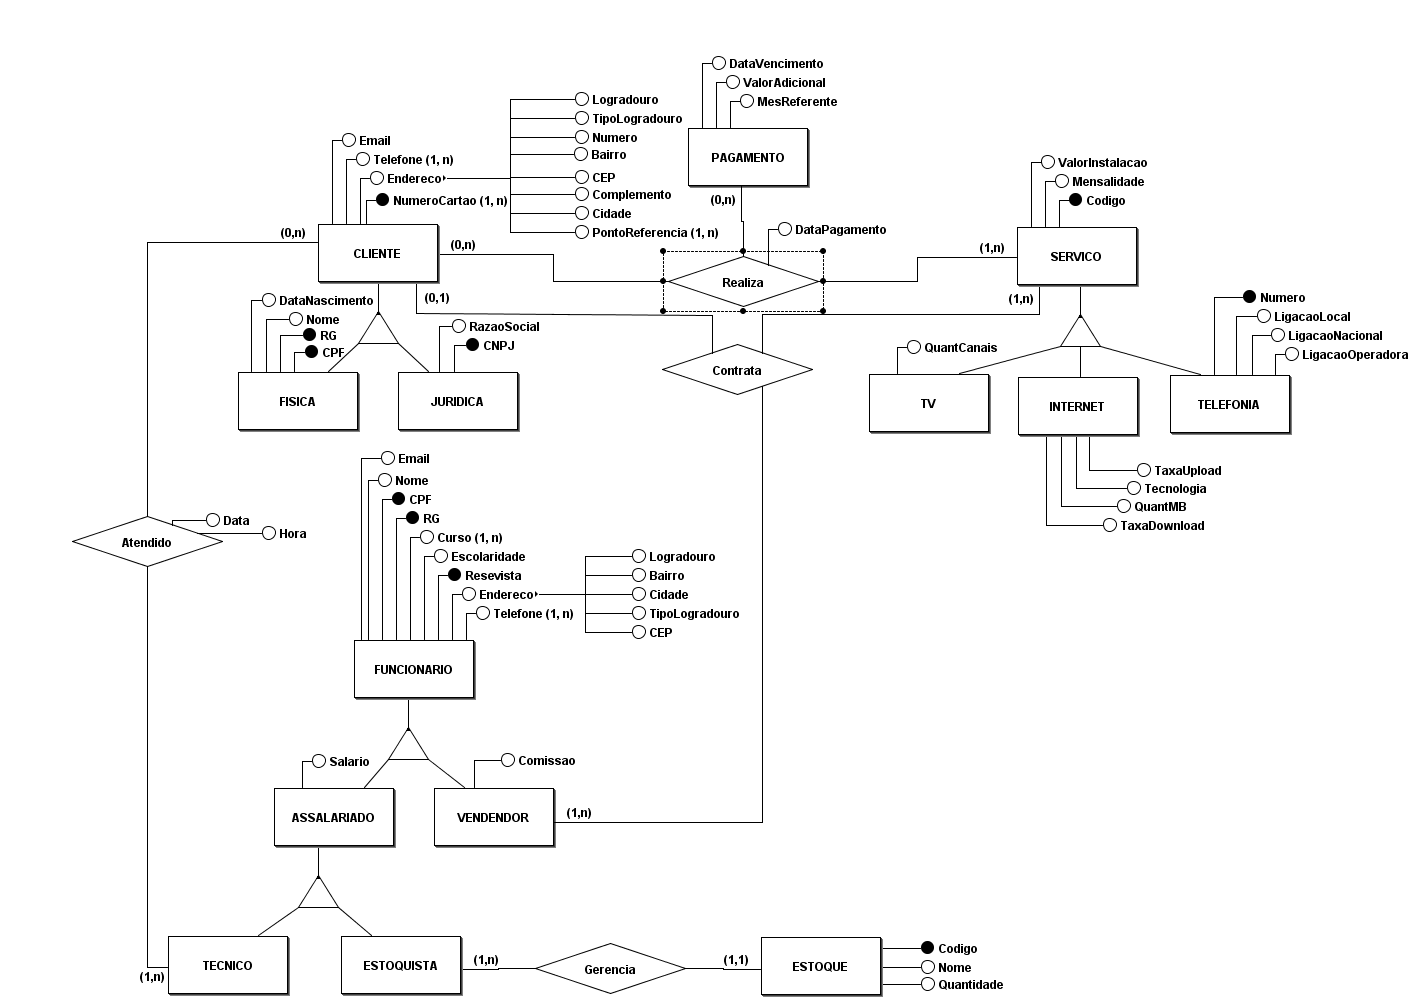 DataVencimento
ValorAdicional
MesReferente
PAGAMENTO
(0,n)
Logradouro
TipoLogradouro
Numero
Bairro
CEP
Complemento
Cidade
PontoReferencia (1, n)
Email
Telefone (1, n)
Endereco
NumeroCartao (1, n)
CLIENTE
(0,n)
(0,n)
(0,1)
DataPagamento
Realiza
ValorInstalacao
Mensalidade
Codigo
SERVICO
(1,n)
(1,n)
DataNascimento
Nome
RG
CPF
FISICA
RazaoSocial
CNPJ
JURIDICA
Contrata
QuantCanais
TV
INTERNET
Numero
LigacaoLocal
LigacaoNacional
LigacaoOperadora
TELEFONIA
TaxaUpload
Tecnologia
QuantMB
TaxaDownload
Atendido
Data
Hora
Email
Nome
CPF
RG
Curso (1, n)
Escolaridade
Resevista
Endereco
Telefone (1, n)
Logradouro
Bairro
Cidade
TipoLogradouro
CEP
FUNCIONARIO
Salario
ASSALARIADO
Comissao
VENDENDOR
(1,n)
TECNICO
(1,n)
ESTOQUISTA
(1,n)
Gerencia
(1,1)
ESTOQUE
Codigo
Nome
Quantidade